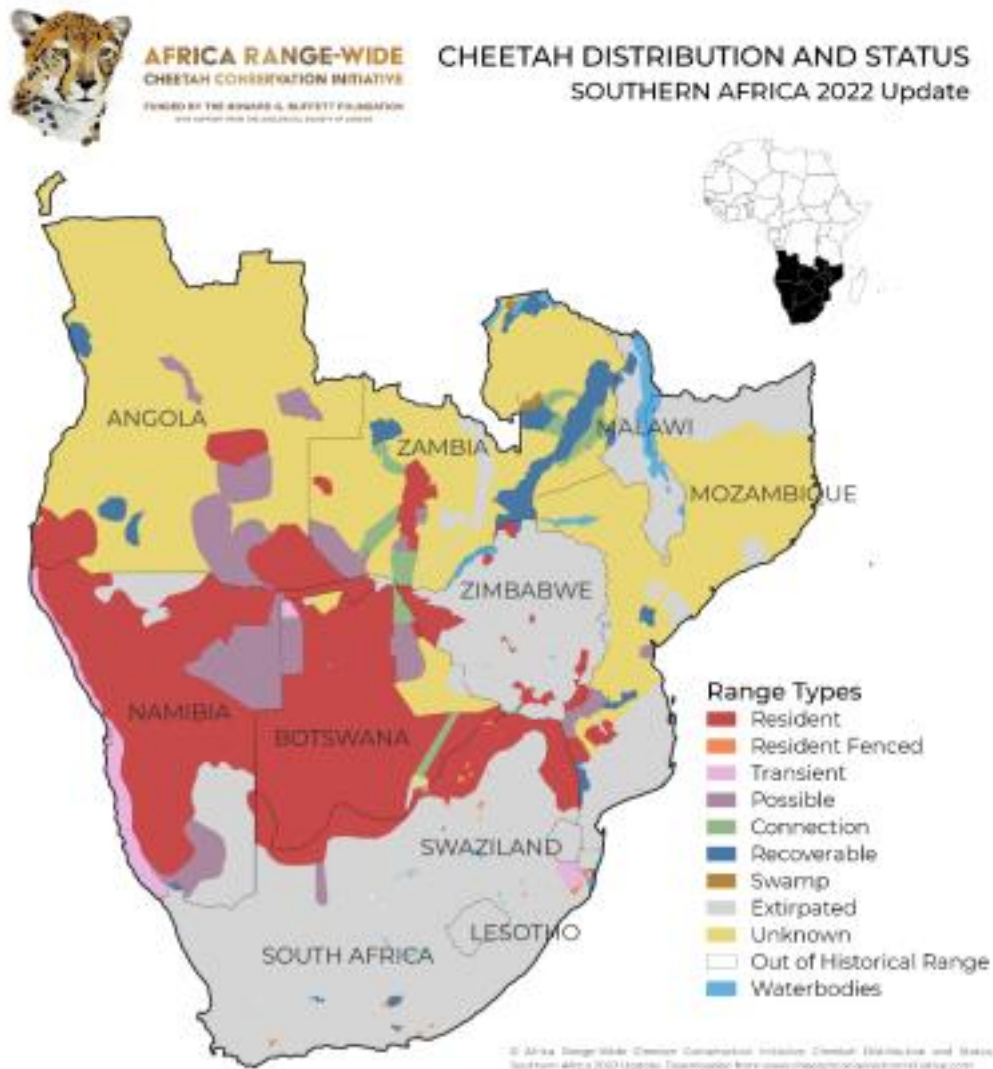 AFRICA RANGE-WIDE
CHEETAH CONSERVATION INITIATIVE
FUNDED BY THE HOWARD G. BUFFETT FOUNDATION
CHEETAH DISTRIBUTION AND STATUS
SOUTHERN AFRICA 2022 Update
ANGOLA
ZAMBIA
MALAWI
MOZAMBIQUE
ZIMBABWE
NAMIBIA
BOTSWANA
SWAZILAND
LESOTHO
SOUTH AFRICA
Range Types
Resident
Resident Fenced
Transient
Possible
Connection
Recoverable
Swamp
Extirpated
Unknown
Out of Historical Range
Waterbodies